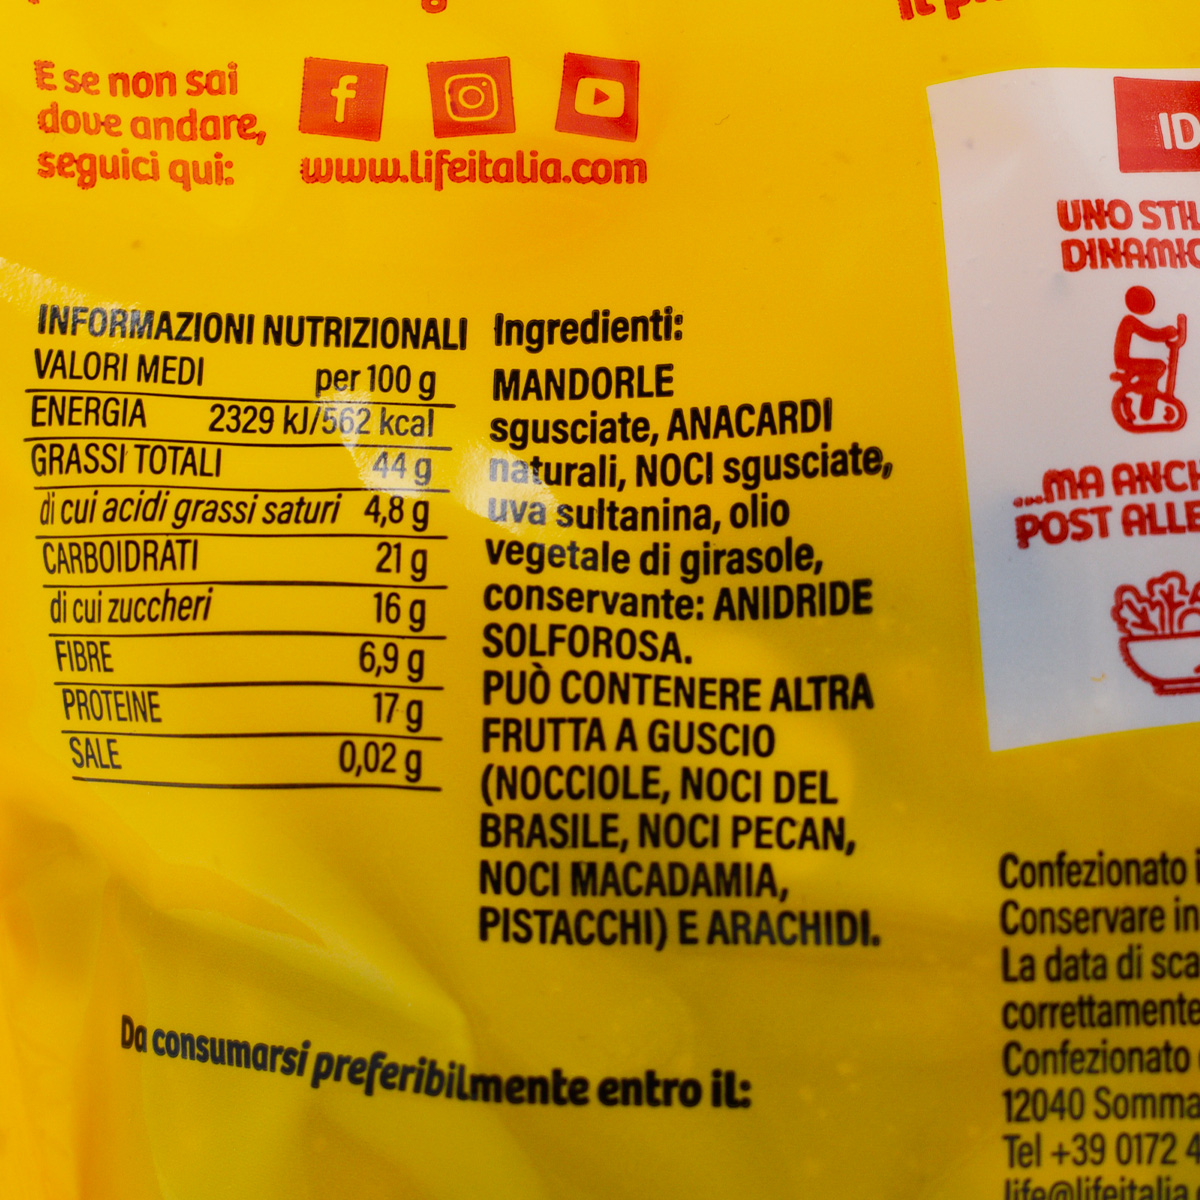 E se non sai
dove andare,
seguici qui:
www.lifeitalia.com
INFORMAZIONI NUTRIZIONALI
VALORI MEDI per 100 g
ENERGIA 2329 kJ/562 kcal
GRASSI TOTALI 44 g
di cui acidi grassi saturi 4,8 g
CARBOIDRATI 21 g
di cui zuccheri 16 g
FIBRE 6,9 g
PROTEINE 17 g
SALE 0,02 g
Ingredienti:
MANDORLE
sgusciate, ANACARDI
naturali, NOCI sgusciate,
uva sultanina, olio
vegetale di girasole,
conservante: ANIDRIDE
SOLFOROSA.
PUÒ CONTENERE ALTRA
FRUTTA A GUSCIO
(NOCCIOLE, NOCI DEL
BRASILE, NOCI PECAN,
NOCI MACADAMIA,
PISTACCHI) E ARACHIDI.
Da consumarsi preferibilmente entro il:
ID
UNO STIL
DINAMIC
...MA ANCH
POST ALLE
Confezionato i
Conservare in
La data di sca
correttamente
Confezionato
12040 Somma
Tel +39 0172 4
life@lifeitalia